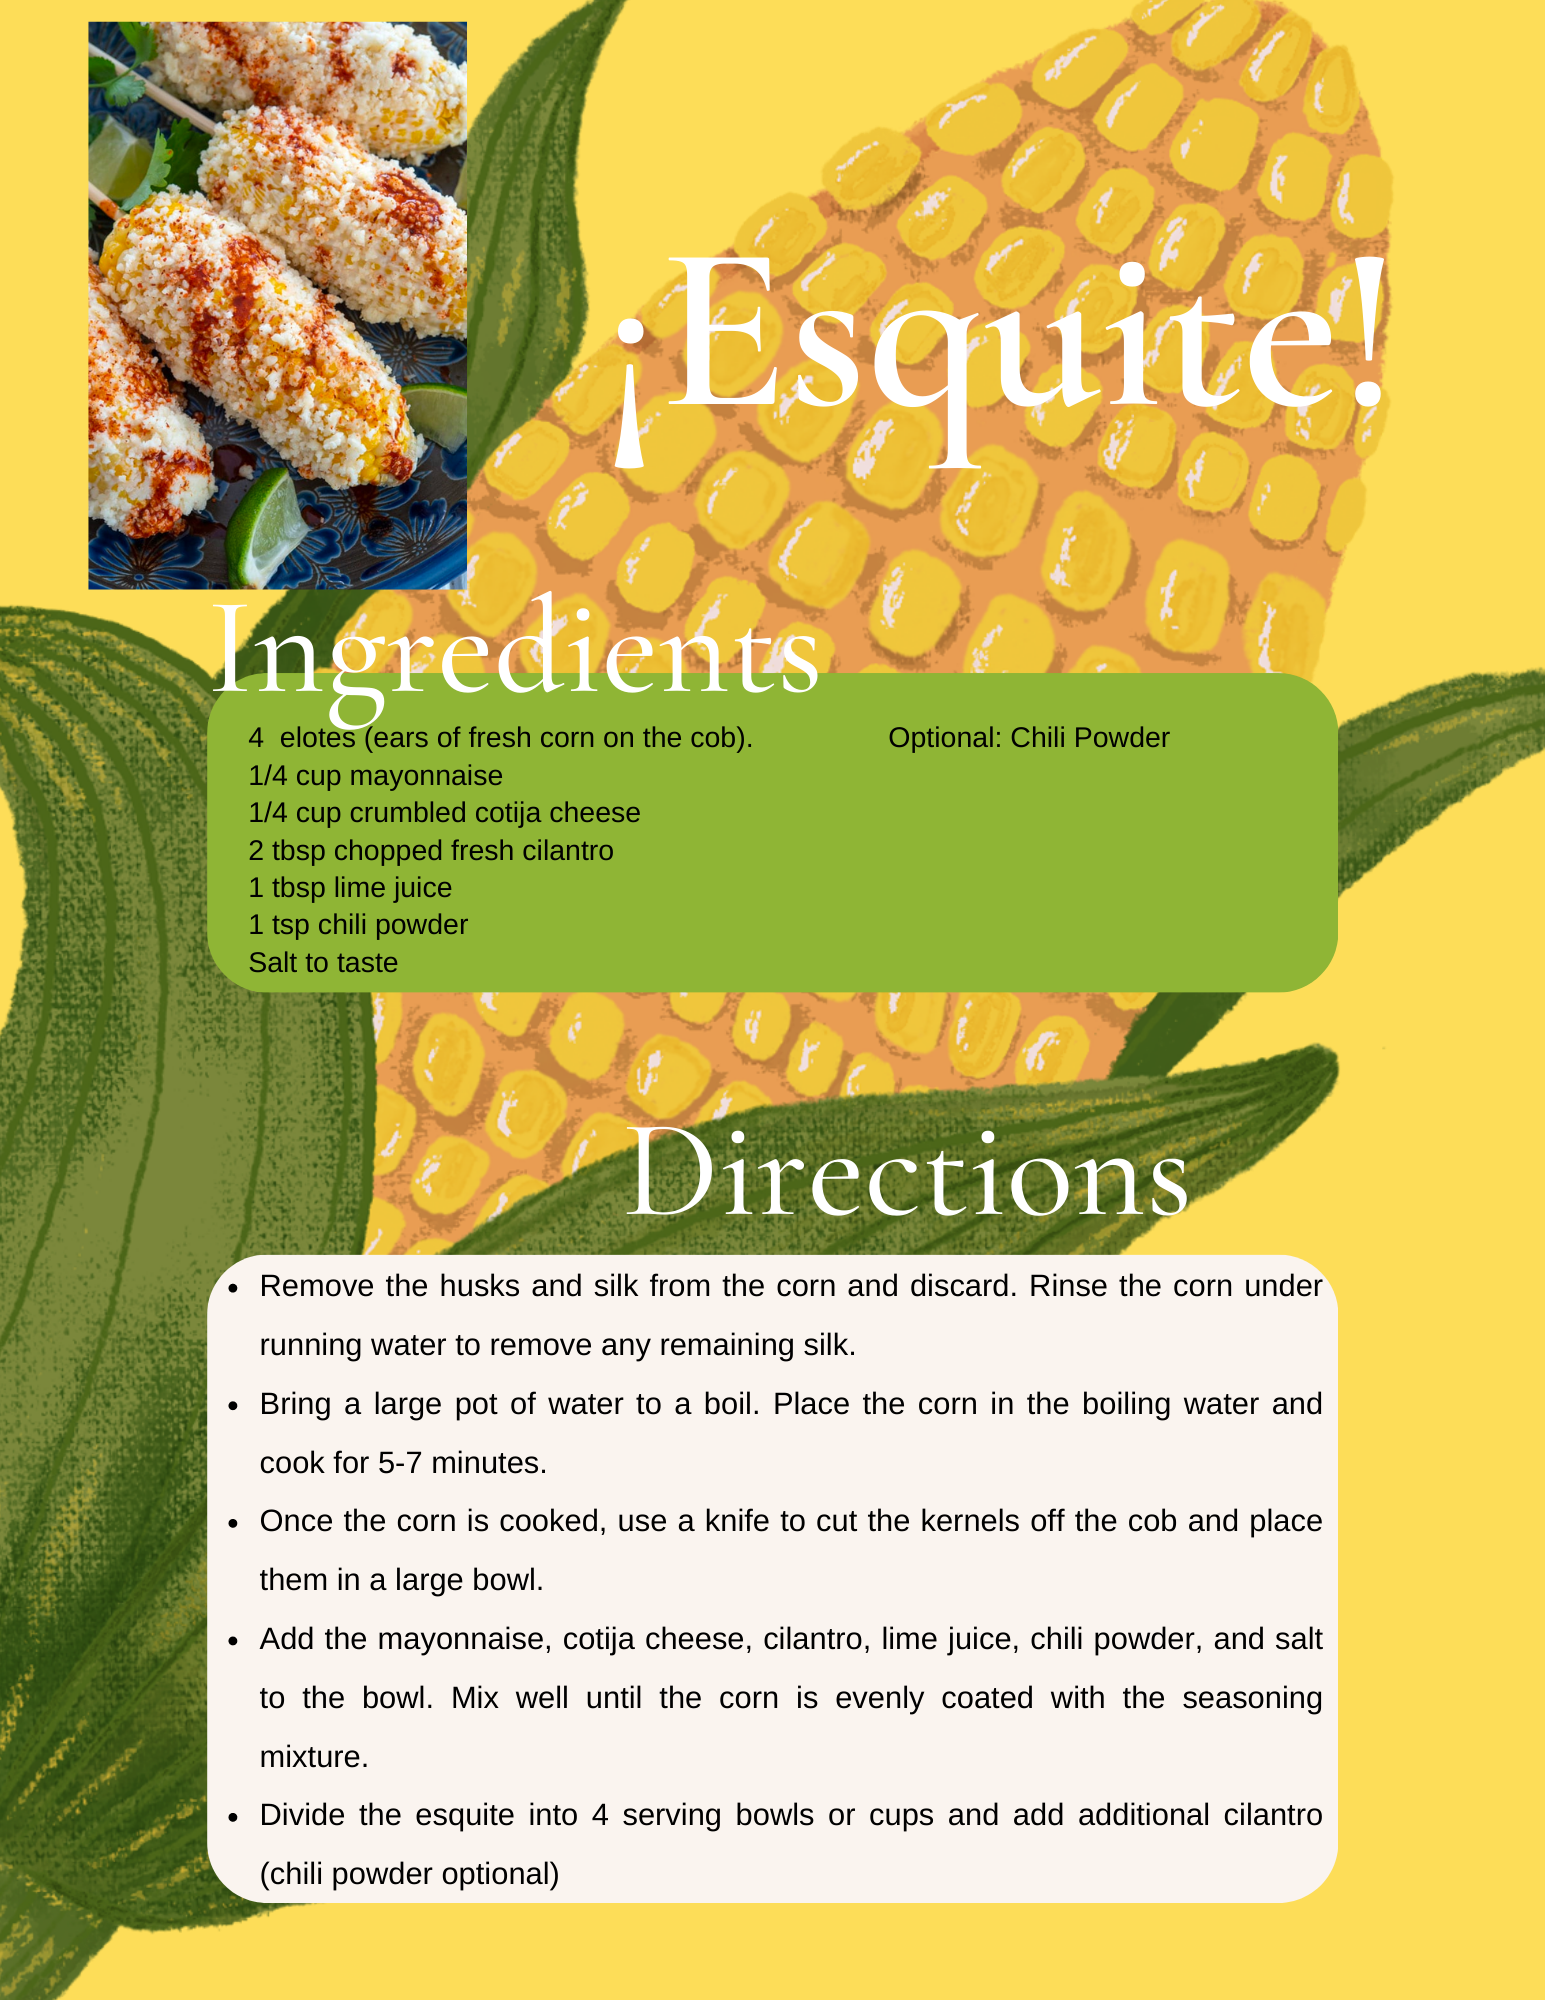 ¡Esquite!
Ingredients
4  elotes (ears of fresh corn on the cob).
1/4 cup mayonnaise
1/4 cup crumbled cotija cheese
2 tbsp chopped fresh cilantro
1 tbsp lime juice
1 tsp chili powder
Salt to taste
Optional: Chili Powder
Directions
• Remove the husks and silk from the corn and discard. Rinse the corn under
running water to remove any remaining silk.
• Bring a large pot of water to a boil. Place the corn in the boiling water and
cook for 5-7 minutes.
• Once the corn is cooked, use a knife to cut the kernels off the cob and place
them in a large bowl.
• Add the mayonnaise, cotija cheese, cilantro, lime juice, chili powder, and salt
to the bowl. Mix well until the corn is evenly coated with the seasoning
mixture.
• Divide the esquite into 4 serving bowls or cups and add additional cilantro
(chili powder optional)